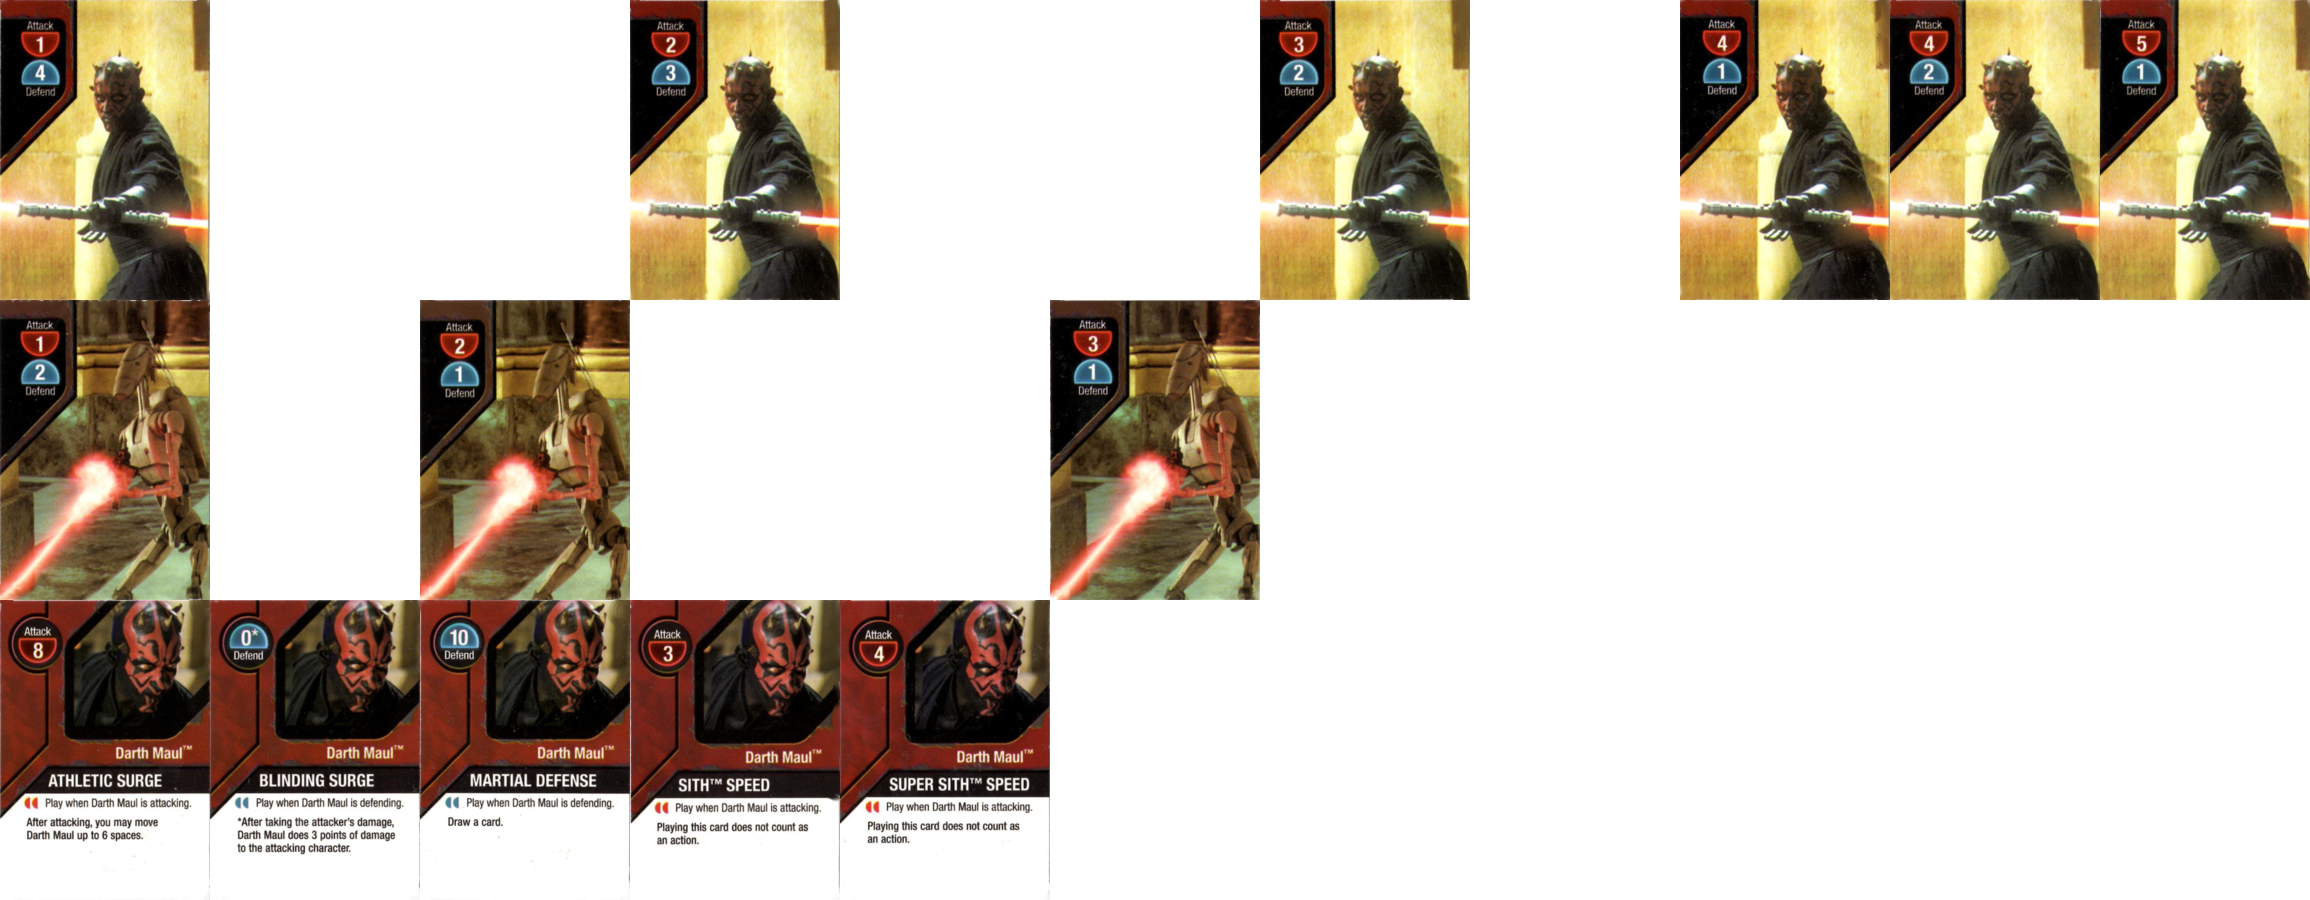 Attack
1
4
Defend
Attack
2
3
Defend
Attack
3
2
Defend
Attack
4
1
Defend
Attack
4
2
Defend
Attack
5
1
Defend
Attack
1
2
Defend
Attack
2
1
Defend
Attack
3
1
Defend
Attack
8
Darth Maul™
ATHLETIC SURGE
Play when Darth Maul is attacking.
After attacking, you may move
Darth Maul up to 6 spaces.
0*
Defend
Darth Maul™
BLINDING SURGE
Play when Darth Maul is defending.
*After taking the attacker's damage,
Darth Maul does 3 points of damage
to the attacking character.
10
Defend
Darth Maul™
MARTIAL DEFENSE
Play when Darth Maul is defending.
Draw a card.
Attack
3
Darth Maul™
SITH™ SPEED
Play when Darth Maul is attacking.
Playing this card does not count as
an action.
Attack
4
Darth Maul™
SUPER SITH™ SPEED
Play when Darth Maul is attacking.
Playing this card does not count as
an action.